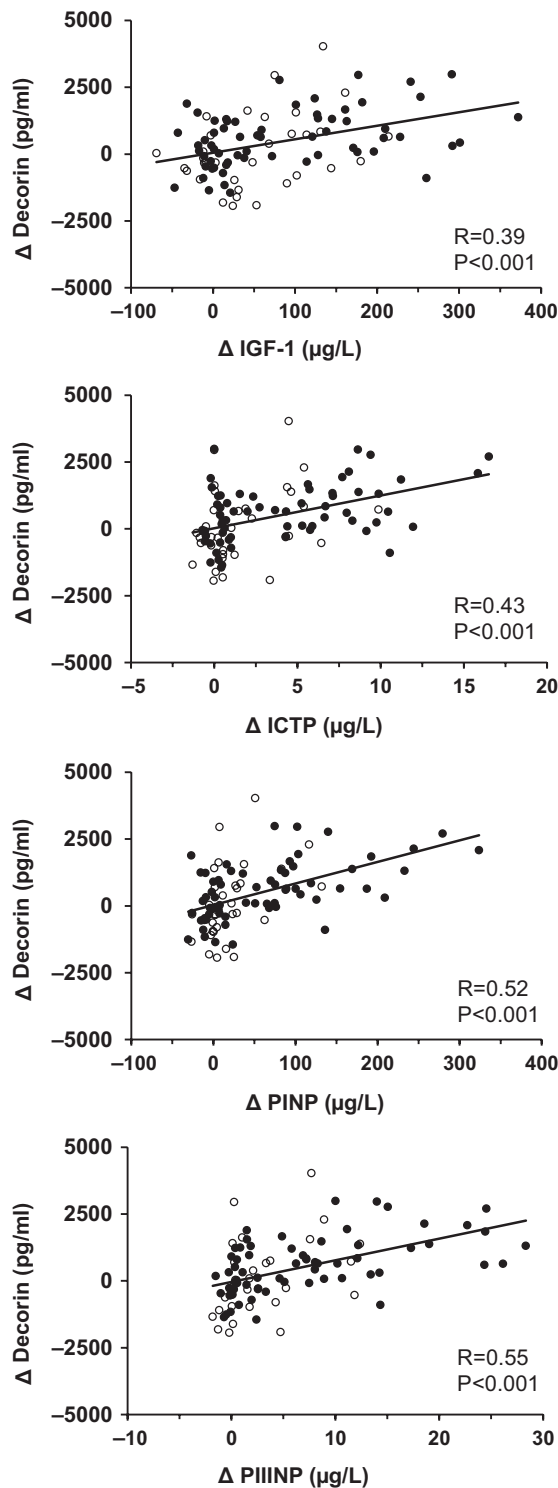 5000
2500
0
–2500
–5000
Δ Decorin (pg/ml)
R=0.39
P<0.001
–100
0
100
200
300
400
Δ IGF-1 (µg/L)
5000
2500
0
–2500
–5000
Δ Decorin (pg/ml)
R=0.43
P<0.001
–5
0
5
10
15
20
Δ ICTP (µg/L)
5000
2500
0
–2500
–5000
Δ Decorin (pg/ml)
R=0.52
P<0.001
–100
0
100
200
300
400
Δ PINP (µg/L)
5000
2500
0
–2500
–5000
Δ Decorin (pg/ml)
R=0.55
P<0.001
–10
0
10
20
30
Δ PIIINP (µg/L)